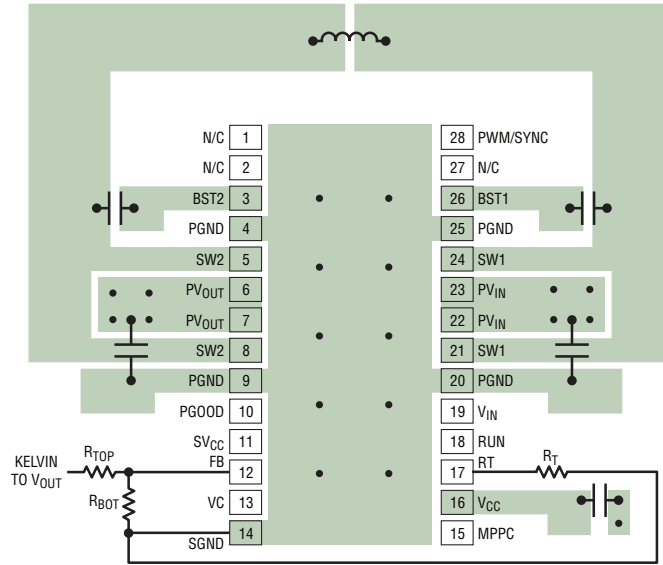 N/C 1
N/C 2
BST2 3
PGND 4
SW2 5
PVOUT 6
PVOUT 7
SW2 8
PGND 9
PGOOD 10
SVCC 11
FB 12
VC 13
SGND 14
KELVIN
TO VOUT
RTOP
RBOT
28 PWM/SYNC
27 N/C
26 BST1
25 PGND
24 SW1
23 PVIN
22 PVIN
21 SW1
20 PGND
19 VIN
18 RUN
17 RT
RT
16 VCC
15 MPPC